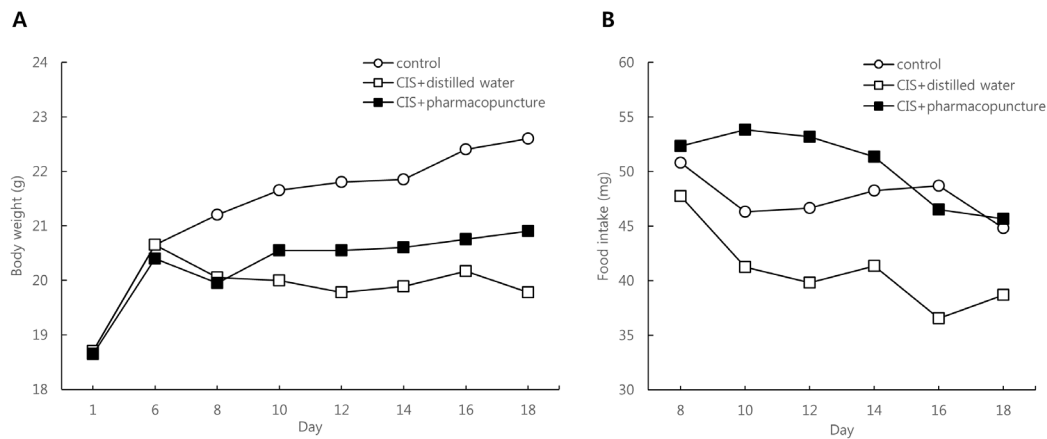 A
24
23
22
21
20
19
18
Body weight (g)
control
CIS+distilled water
CIS+pharmacopuncture
1 6 8 10 12 14 16 18
Day
B
60
55
50
45
40
35
30
Food intake (mg)
control
CIS+distilled water
CIS+pharmacopuncture
8 10 12 14 16 18
Day